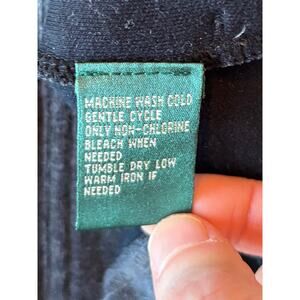 MACHINE WASH COLD
GENTLE CYCLE
ONLY NON-CHLORINE
BLEACH WHEN
NEEDED
TUMBLE DRY LOW
WARM IRON IF
NEEDED